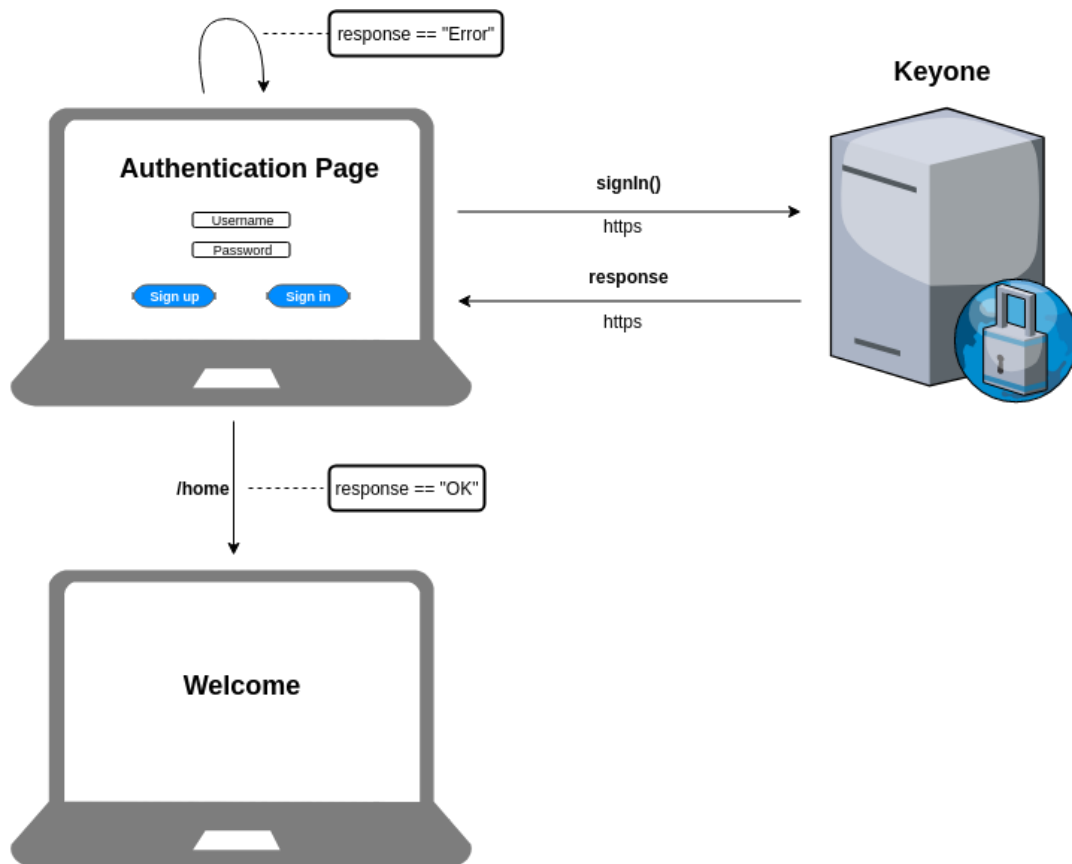 response == "Error"
Keyone
Authentication Page
Username
Password
Sign up
Sign in
signIn()
https
response
https
/home
response == "OK"
Welcome